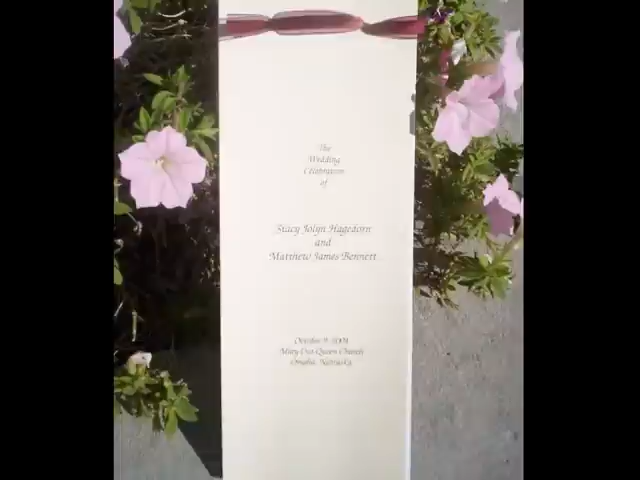 The
Wedding
Celebration
of
Stacy Jolyn Hagedorn
and
Matthew James Bennett
October 9,
Mary Our Queen Church
Omaha, Nebraska